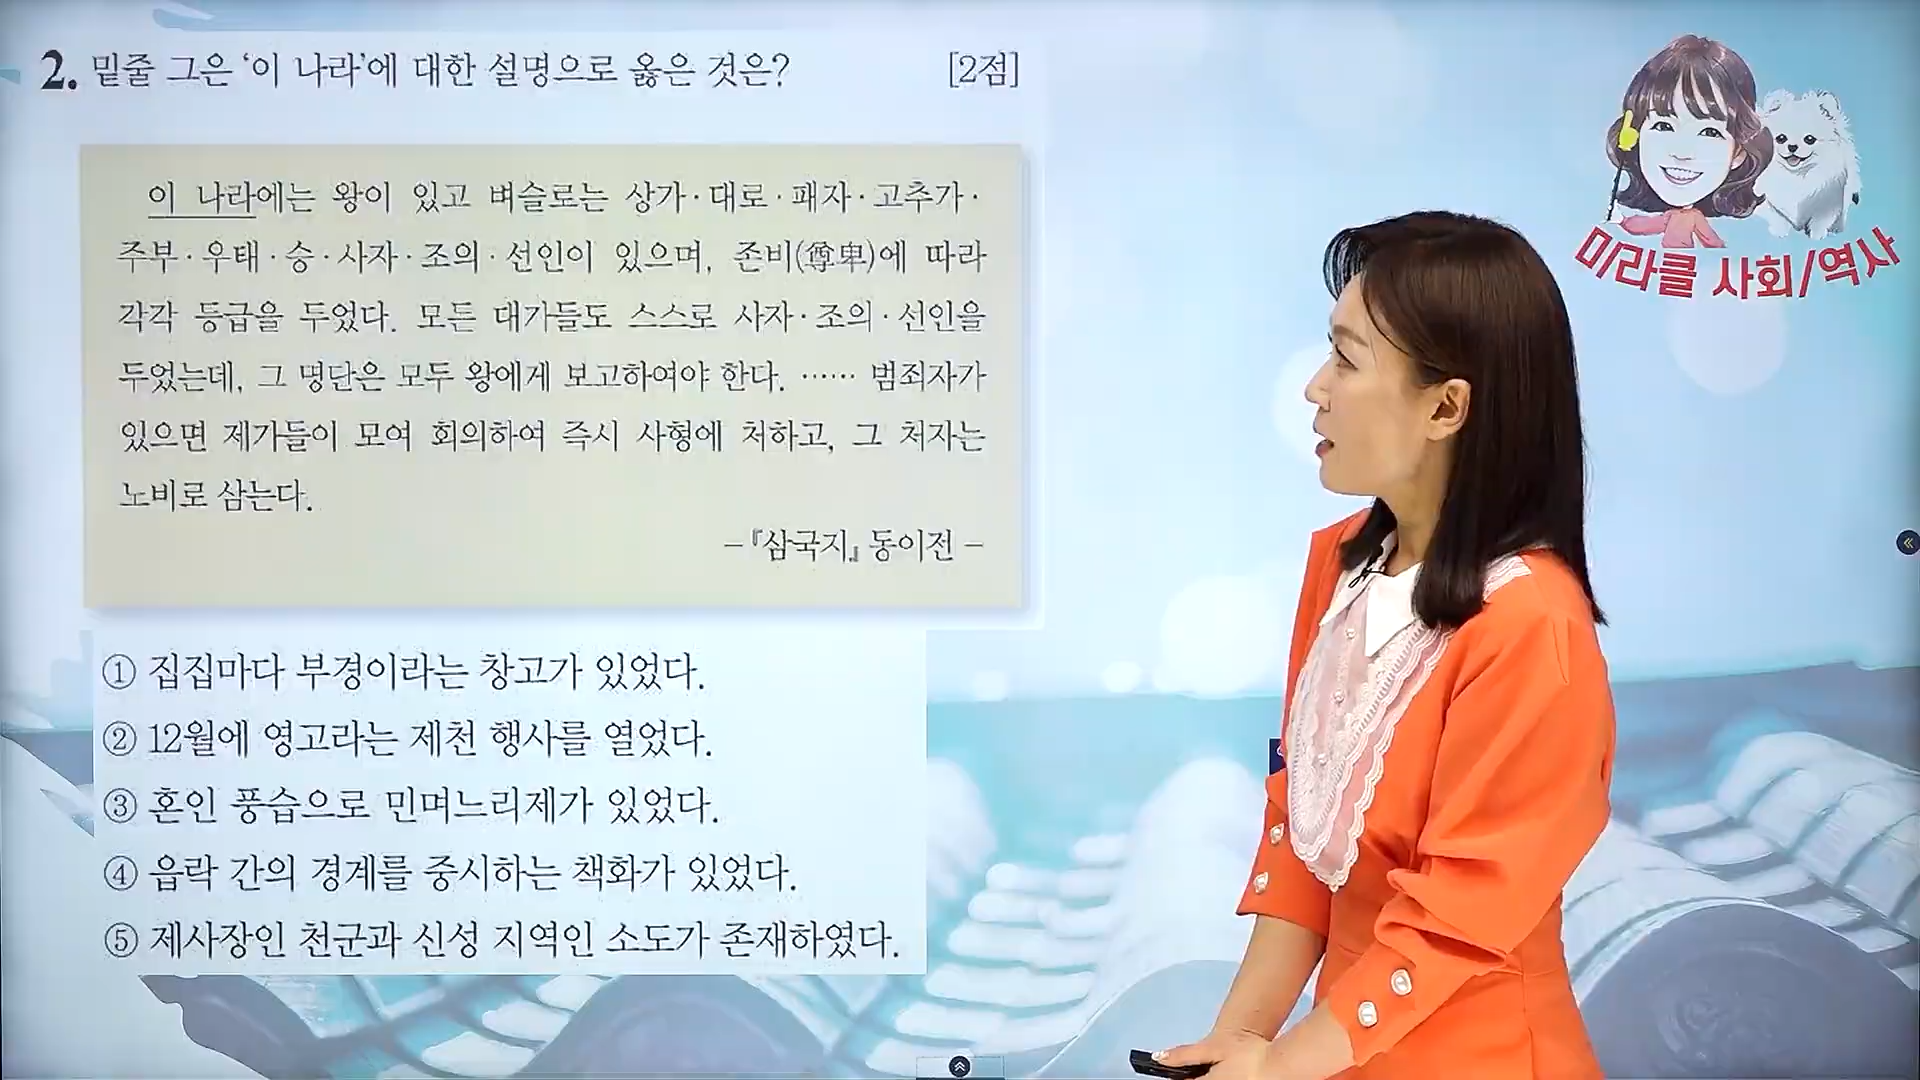 2. 밑줄 그은 ‘이 나라’에 대한 설명으로 옳은 것은? [2점]
이 나라에는 왕이 있고 벼슬로는 상가·대로·패자·고추가·
주부·우태·승·사자·조의·선인이 있으며, 존비(尊卑)에 따라
각각 등급을 두었다. 모든 대가들도 스스로 사자·조의·선인을
두었는데, 그 명단은 모두 왕에게 보고하여야 한다. …… 범죄자가
있으면 제가들이 모여 회의하여 즉시 사형에 처하고, 그 처자는
노비로 삼는다.
–『삼국지』 동이전 –
① 집집마다 부경이라는 창고가 있었다.
② 12월에 영고라는 제천 행사를 열었다.
③ 혼인 풍습으로 민며느리제가 있었다.
④ 읍락 간의 경계를 중시하는 책화가 있었다.
⑤ 제사장인 천군과 신성 지역인 소도가 존재하였다.
미라클 사회/역사